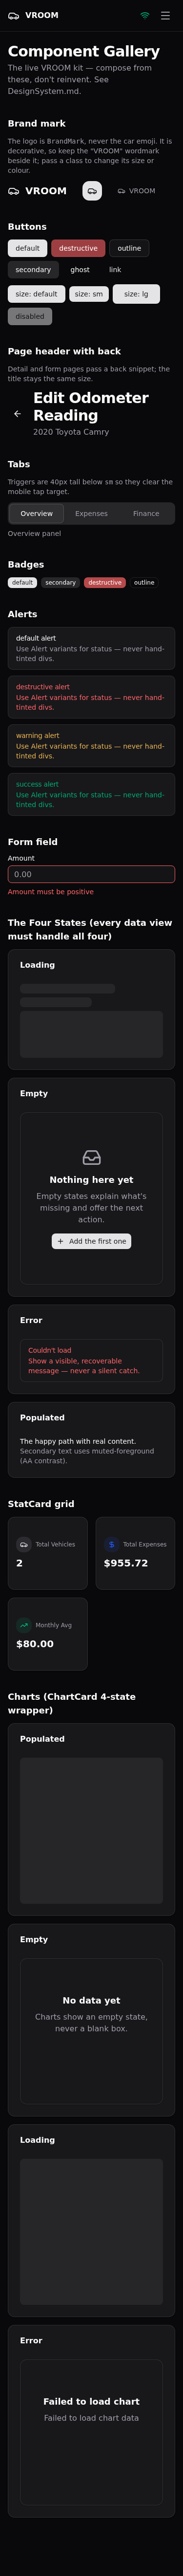 VROOM
Component Gallery
The live VROOM kit — compose from
these, don't reinvent. See
DesignSystem.md.
Brand mark
The logo is BrandMark, never the car emoji. It is
decorative, so keep the "VROOM" wordmark
beside it; pass a class to change its size or
colour.
VROOM
VROOM
Buttons
default
destructive
outline
secondary
ghost
link
size: default
size: sm
size: lg
disabled
Page header with back
Detail and form pages pass a back snippet; the
title stays the same size.
Edit Odometer
Reading
2020 Toyota Camry
Tabs
Triggers are 40px tall below sm so they clear the
mobile tap target.
Overview
Expenses
Finance
Overview panel
Badges
default
secondary
destructive
outline
Alerts
default alert
Use Alert variants for status — never hand-
tinted divs.
destructive alert
Use Alert variants for status — never hand-
tinted divs.
warning alert
Use Alert variants for status — never hand-
tinted divs.
success alert
Use Alert variants for status — never hand-
tinted divs.
Form field
Amount
0.00
Amount must be positive
The Four States (every data view
must handle all four)
Loading
Empty
Nothing here yet
Empty states explain what's
missing and offer the next
action.
+ Add the first one
Error
Couldn't load
Show a visible, recoverable
message — never a silent catch.
Populated
The happy path with real content.
Secondary text uses muted-foreground
(AA contrast).
StatCard grid
Total Vehicles
2
Total Expenses
$955.72
Monthly Avg
$80.00
Charts (ChartCard 4-state
wrapper)
Populated
Empty
No data yet
Charts show an empty state,
never a blank box.
Loading
Error
Failed to load chart
Failed to load chart data